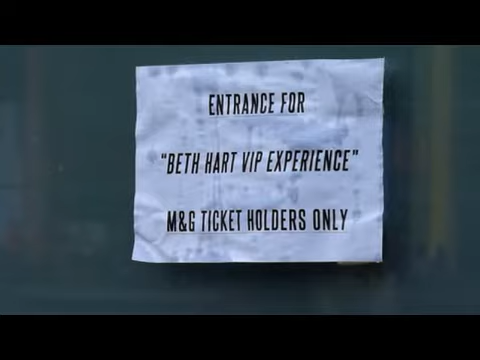 ENTRANCE FOR
"BETH HART VIP EXPERIENCE"
M&G TICKET HOLDERS ONLY